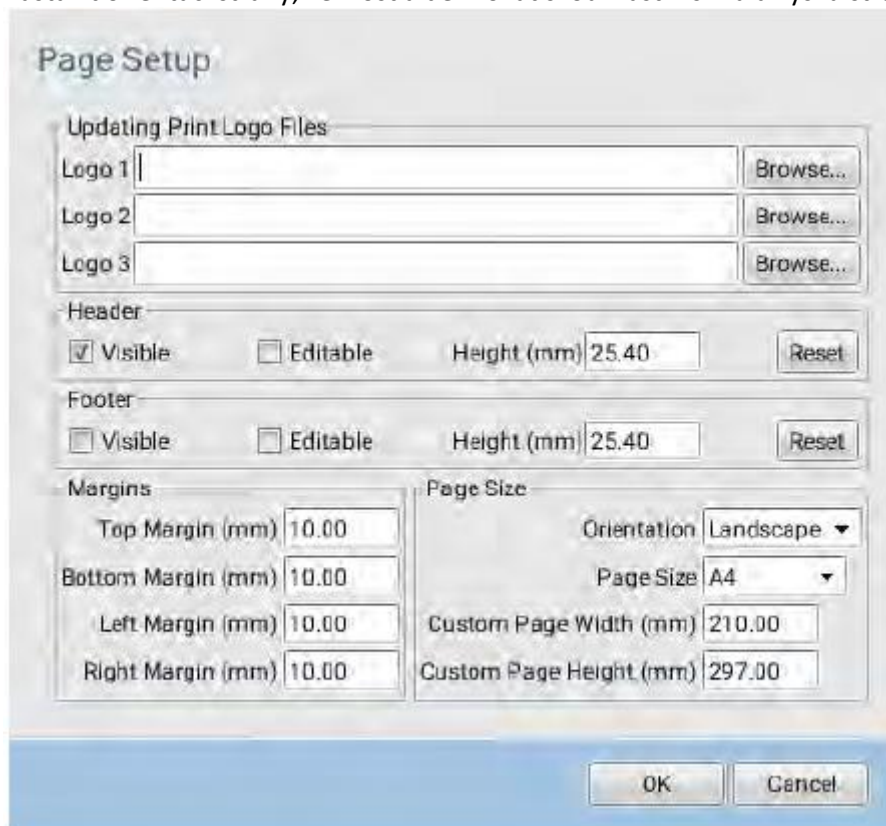 Page Setup
Updating Print Logo Files
Logo 1 Browse...
Logo 2 Browse...
Logo 3 Browse...
Header
Visible Editable Height (mm) 25.40 Reset
Footer
Visible Editable Height (mm) 25.40 Reset
Margins Page Size
Top Margin (mm) 10.00 Orientation Landscape
Bottom Margin (mm) 10.00 Page Size A4
Left Margin (mm) 10.00 Custom Page Width (mm) 210.00
Right Margin (mm) 10.00 Custom Page Height (mm) 297.00
OK Cancel